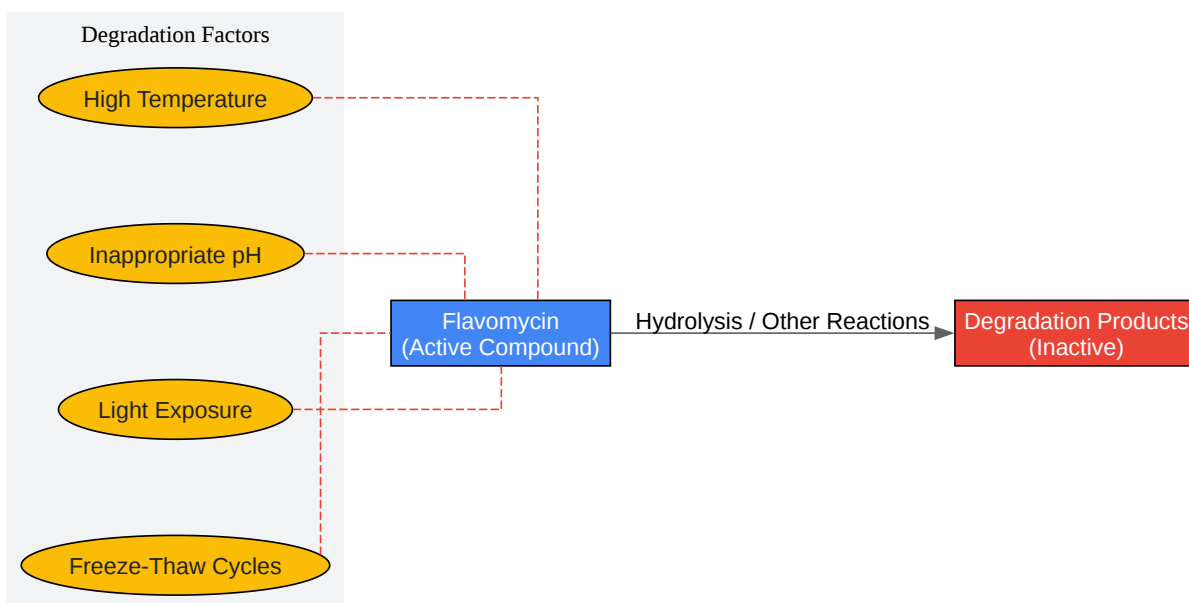 Degradation Factors
High Temperature
Inappropriate pH
Flavomycin
(Active Compound)
Hydrolysis / Other Reactions
Degradation Products
(Inactive)
Light Exposure
Freeze-Thaw Cycles